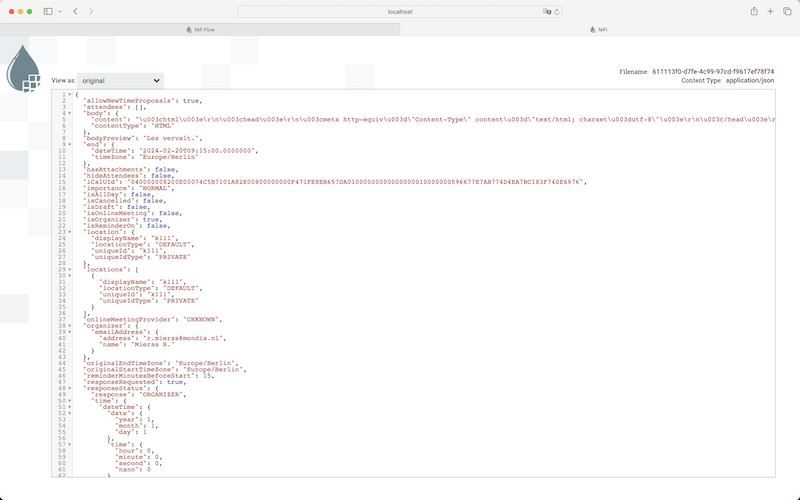 localhost
Nifi Flow
NiFi
Filename: 611113f0-d7fe-4c99-97cd-f9617ef78f74
View as: original
Content Type: application/json
1 {
2 "allowNewTimeProposals": true,
3 "attendees": [],
4 "body": {
5 "content": "\u003chtml\u003e\r\n\u003chead\u003e\r\n\u003cmeta http-equiv\u003d\"Content-Type\" content\u003d\"text/html; charset\u003dutf-8\"\u003e\r\n\u003c/head\u003e\r
6 "contentType": "HTML"
7 },
8 "bodyPreview": "Les vervalt.",
9 "end": {
10 "dateTime": "2024-02-20T09:15:00.0000000",
11 "timeZone": "Europe/Berlin"
12 },
13 "hasAttachments": false,
14 "hideAttendees": false,
15 "iCalUId":
16 "importance": "NORMAL",
17 "isAllDay": false,
18 "isCancelled": false,
19 "isDraft": false,
20 "isOnlineMeeting": false,
21 "isOrganizer": true,
22 "isReminderOn": false,
23 "location": {
24 "displayName": "k111",
25 "locationType": "DEFAULT",
26 "uniqueId": "k111",
27 "uniqueIdType": "PRIVATE"
28 },
29 "locations": [
30 {
31 "displayName": "k111",
32 "locationType": "DEFAULT",
33 "uniqueId": "k111",
34 "uniqueIdType": "PRIVATE"
35 }
36 ],
37 "onlineMeetingProvider": "UNKNOWN",
38 "organizer": {
39 "emailAddress": {
40 "address": "r.mieras@mondia.nl",
41 "name": "Mieras R."
42 }
43 },
44 "originalEndTimeZone": "Europe/Berlin",
45 "originalStartTimeZone": "Europe/Berlin",
46 "reminderMinutesBeforeStart": 15,
47 "responseRequested": true,
48 "responseStatus": {
49 "response": "ORGANIZER",
50 "time": {
51 "dateTime": {
52 "date": {
53 "year": 1,
54 "month": 1,
55 "day": 1
56 },
57 "time": {
58 "hour": 0,
59 "minute": 0,
60 "second": 0,
61 "nano": 0
62 }